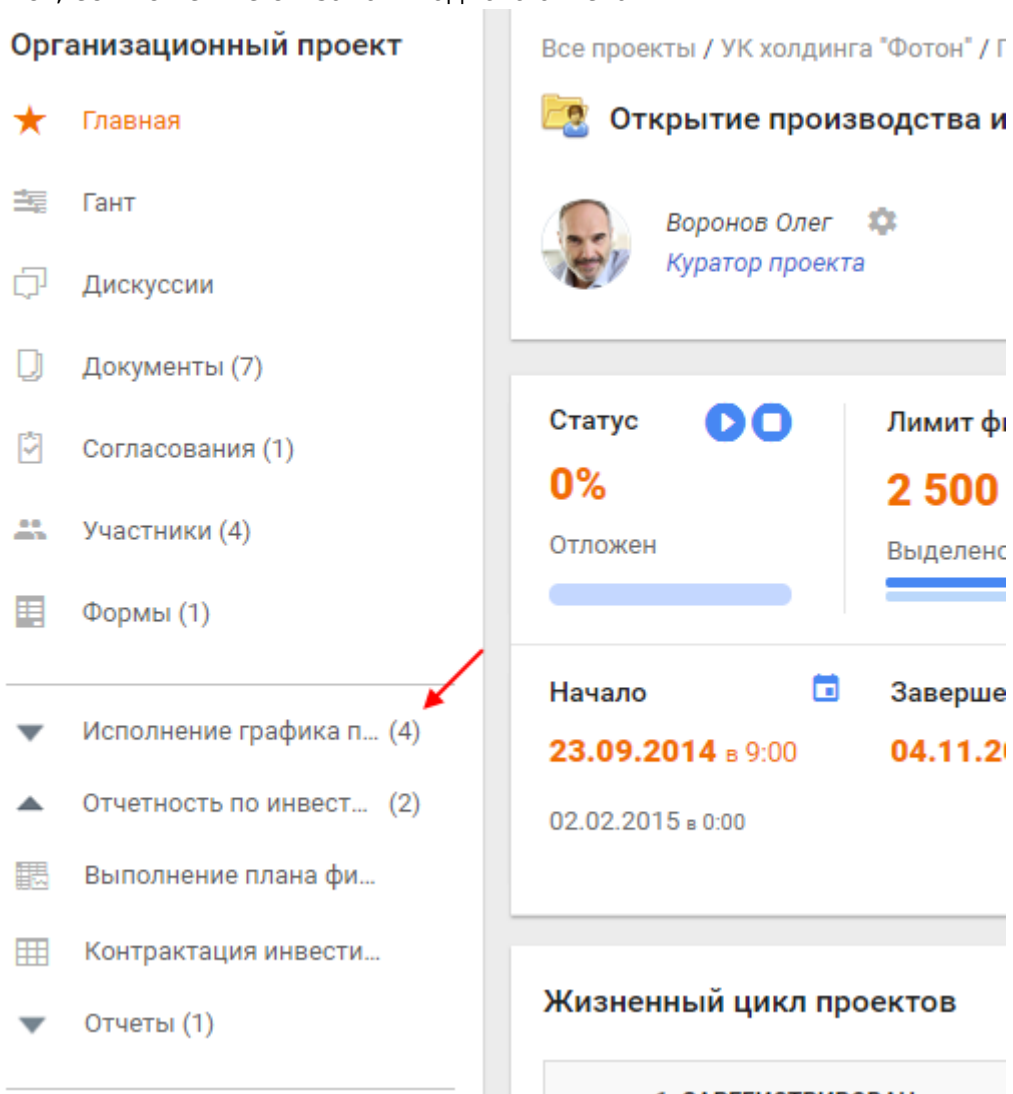 Организационный проект
Главная
Гант
Дискуссии
Документы (7)
Согласования (1)
Участники (4)
Формы (1)
Исполнение графика п... (4)
Отчетность по инвест... (2)
Выполнение плана фи...
Контрактация инвести...
Отчеты (1)
Все проекты / УК холдинга "Фотон" /
Открытие производства и
Воронов Олег
Куратор проекта
Статус
0%
Отложен
Лимит
2 500
Начало
23.09.2014 в 9:00
02.02.2015 в 0:00
04.11.
Жизненный цикл проектов